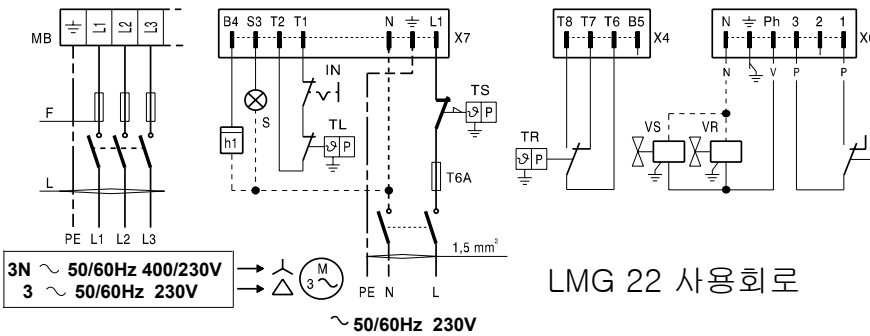 MB L1 L2 L3
F
L
PE L1 L2 L3
3N ~ 50/60Hz 400/230V
3 ~ 50/60Hz 230V
M
3~
B4 S3 T2 T1 N L1 X7
IN
S
h1
TL
ϑ P
TS
ϑ P
T6A
1,5 mm²
PE N L
~ 50/60Hz 230V
T8 T7 T6 B5 X4
TR
ϑ P
N Ph 3 2 1
N V P P
VS VR
LMG 22 사용회로